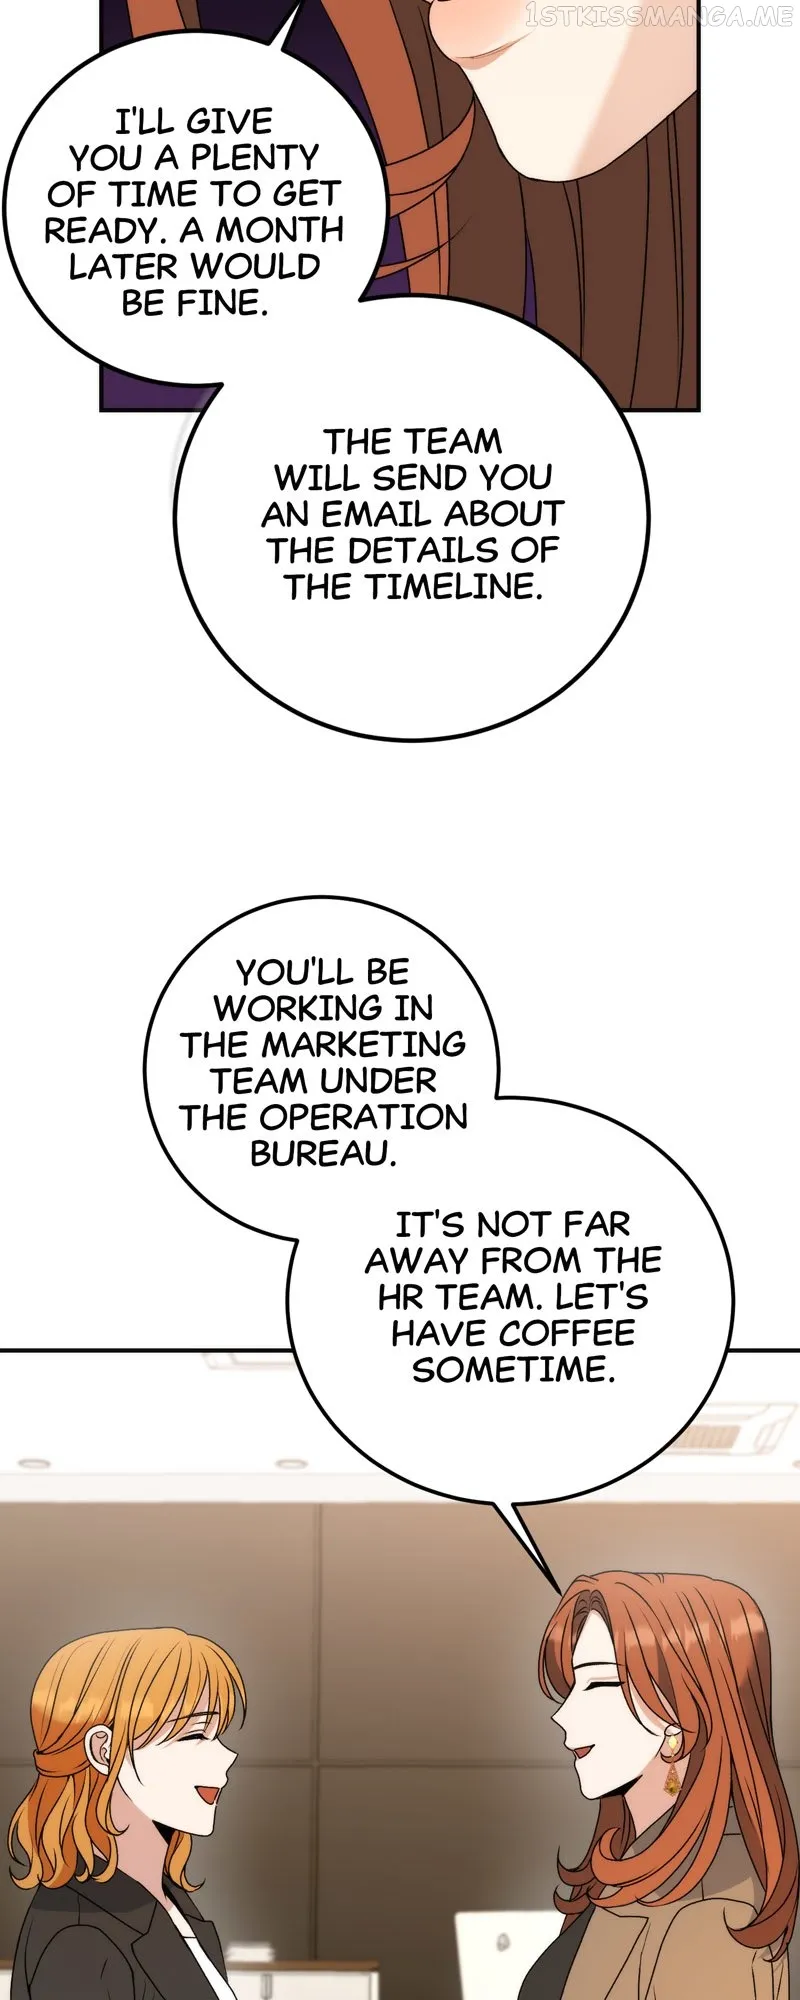 1STKISSMANGA.ME
I'LL GIVE
YOU A PLENTY
OF TIME TO GET
READY. A MONTH
LATER WOULD
BE FINE.
THE TEAM
WILL SEND YOU
AN EMAIL ABOUT
THE DETAILS OF
THE TIMELINE.
YOU'LL BE
WORKING IN
THE MARKETING
TEAM UNDER
THE OPERATION
BUREAU.
IT'S NOT FAR
AWAY FROM THE
HR TEAM. LET'S
HAVE COFFEE
SOMETIME.